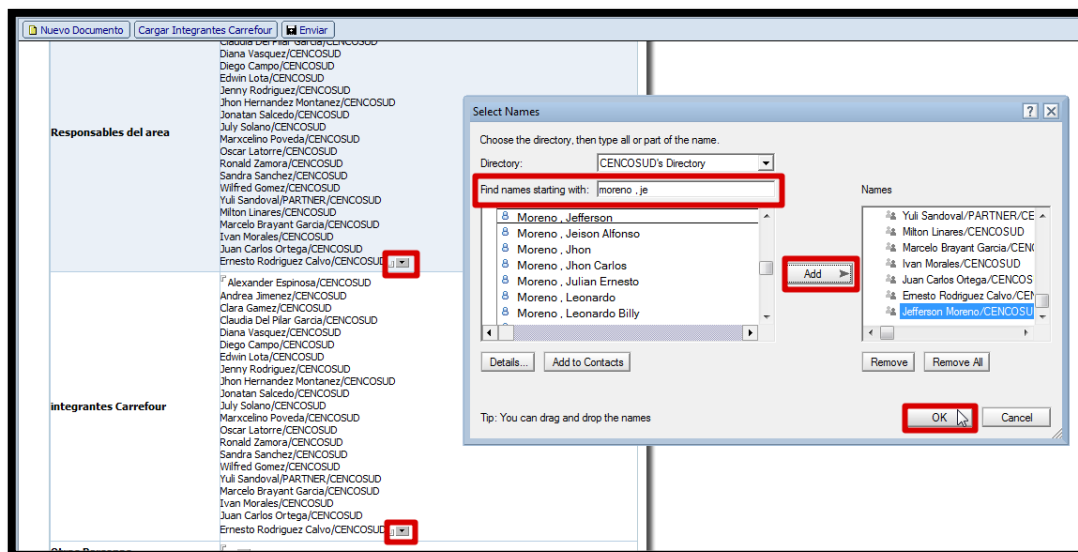 Nuevo Documento Cargar Integrantes Carrefour Enviar
Claudia Del Pilar Garcia/CENCOSUD
Diana Vasquez/CENCOSUD
Diego Campo/CENCOSUD
Edwin Lota/CENCOSUD
Jenny Rodriguez/CENCOSUD
Jhon Hernandez Montanez/CENCOSUD
Jonatan Salcedo/CENCOSUD
Responsables del area
July Solano/CENCOSUD
Marxcelino Poveda/CENCOSUD
Oscar Latorre/CENCOSUD
Ronald Zamora/CENCOSUD
Sandra Sanchez/CENCOSUD
Wilfred Gomez/CENCOSUD
Yuli Sandoval/PARTNER/CENCOSUD
Milton Linares/CENCOSUD
Marcelo Brayant Garcia/CENCOSUD
Ivan Morales/CENCOSUD
Juan Carlos Ortega/CENCOSUD
Ernesto Rodriguez Calvo/CENCOSUD
Alexander Espinosa/CENCOSUD
Andrea Jimenez/CENCOSUD
Clara Gamez/CENCOSUD
Claudia Del Pilar Garcia/CENCOSUD
Diana Vasquez/CENCOSUD
Diego Campo/CENCOSUD
Edwin Lota/CENCOSUD
Jenny Rodriguez/CENCOSUD
Jhon Hernandez Montanez/CENCOSUD
Jonatan Salcedo/CENCOSUD
integrantes Carrefour
July Solano/CENCOSUD
Marxcelino Poveda/CENCOSUD
Oscar Latorre/CENCOSUD
Ronald Zamora/CENCOSUD
Sandra Sanchez/CENCOSUD
Wilfred Gomez/CENCOSUD
Yuli Sandoval/PARTNER/CENCOSUD
Marcelo Brayant Garcia/CENCOSUD
Ivan Morales/CENCOSUD
Juan Carlos Ortega/CENCOSUD
Ernesto Rodriguez Calvo/CENCOSUD
Select Names
Choose the directory, then type all or part of the name.
Directory: CENCOSUD's Directory
Find names starting with: moreno , je
Moreno , Jefferson
Moreno , Jeison Alfonso
Moreno , Jhon
Moreno , Jhon Carlos
Moreno , Julian Ernesto
Moreno , Leonardo
Moreno , Leonardo Billy
Add
Names
Yuli Sandoval/PARTNER/CE
Milton Linares/CENCOSUD
Marcelo Brayant Garcia/CEN
Ivan Morales/CENCOSUD
Juan Carlos Ortega/CENCOS
Ernesto Rodriguez Calvo/CEN
Jefferson Moreno/CENCOSU
Details... Add to Contacts
Remove Remove All
Tip: You can drag and drop the names
OK Cancel